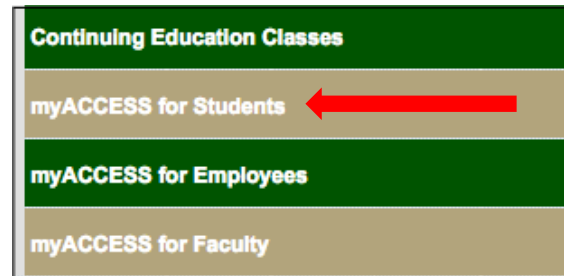 Continuing Education Classes
myACCESS for Students
myACCESS for Employees
myACCESS for Faculty